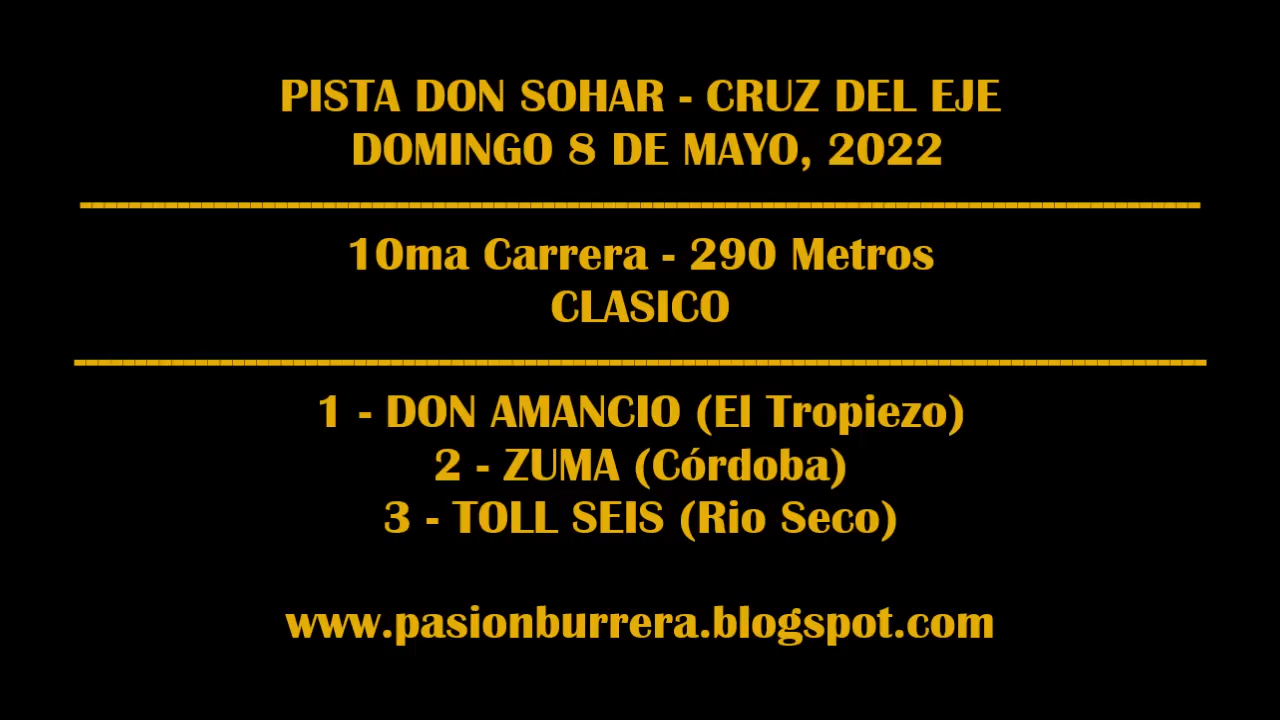 PISTA DON SOHAR - CRUZ DEL EJE
DOMINGO 8 DE MAYO, 2022
10ma Carrera - 290 Metros
CLASICO
1 - DON AMANCIO (El Tropiezo)
2 - ZUMA (Córdoba)
3 - TOLL SEIS (Rio Seco)
www.pasionburrera.blogspot.com